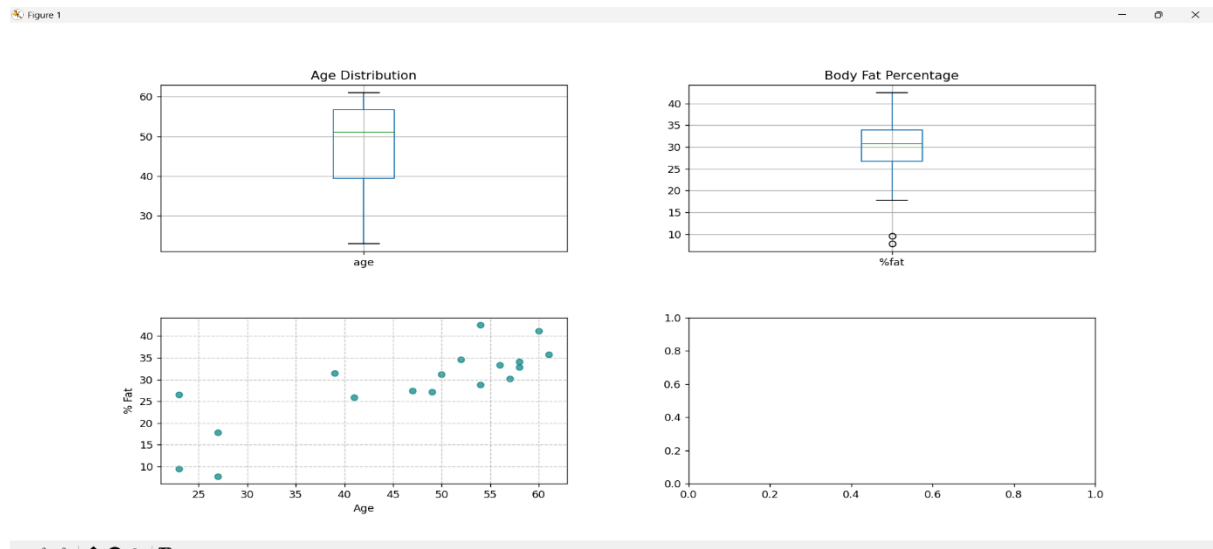 Figure 1
Age Distribution
60
50
40
30
age
Body Fat Percentage
40
35
30
25
20
15
10
%fat
40
35
30
25
20
15
10
% Fat
25 30 35 40 45 50 55 60
Age
1.0
0.8
0.6
0.4
0.2
0.0
0.0 0.2 0.4 0.6 0.8 1.0